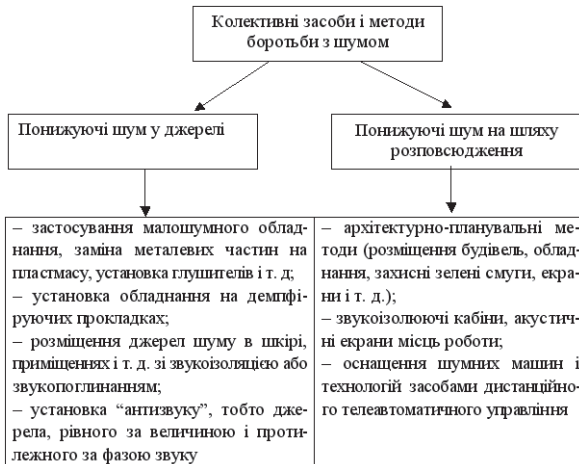 Колективні засоби і методи
боротьби з шумом
Понижуючі шум у джерелі
Понижуючі шум на шляху
розповсюдження
– застосування малошумного облад-
нання, заміна металевих частин на
пластмасу, установка глушителів і т. д;
– установка обладнання на демпфі-
руючих прокладках;
– розміщення джерел шуму в шкірі,
приміщеннях і т. д. зі звукоізоляцією або
звукопоглинанням;
– установка “антизвуку”, тобто дже-
рела, рівного за величиною і проти-
лежного за фазою звуку
– архітектурно-планувальні ме-
тоди (розміщення будівель, облад-
нання, захисні зелені смуги, екра-
ни і т. д.);
– звукоізолюючі кабіни, акустич-
ні екрани місць роботи;
– оснащення шумних машин і
технологій засобами дистанційно-
го телеавтоматичного управління